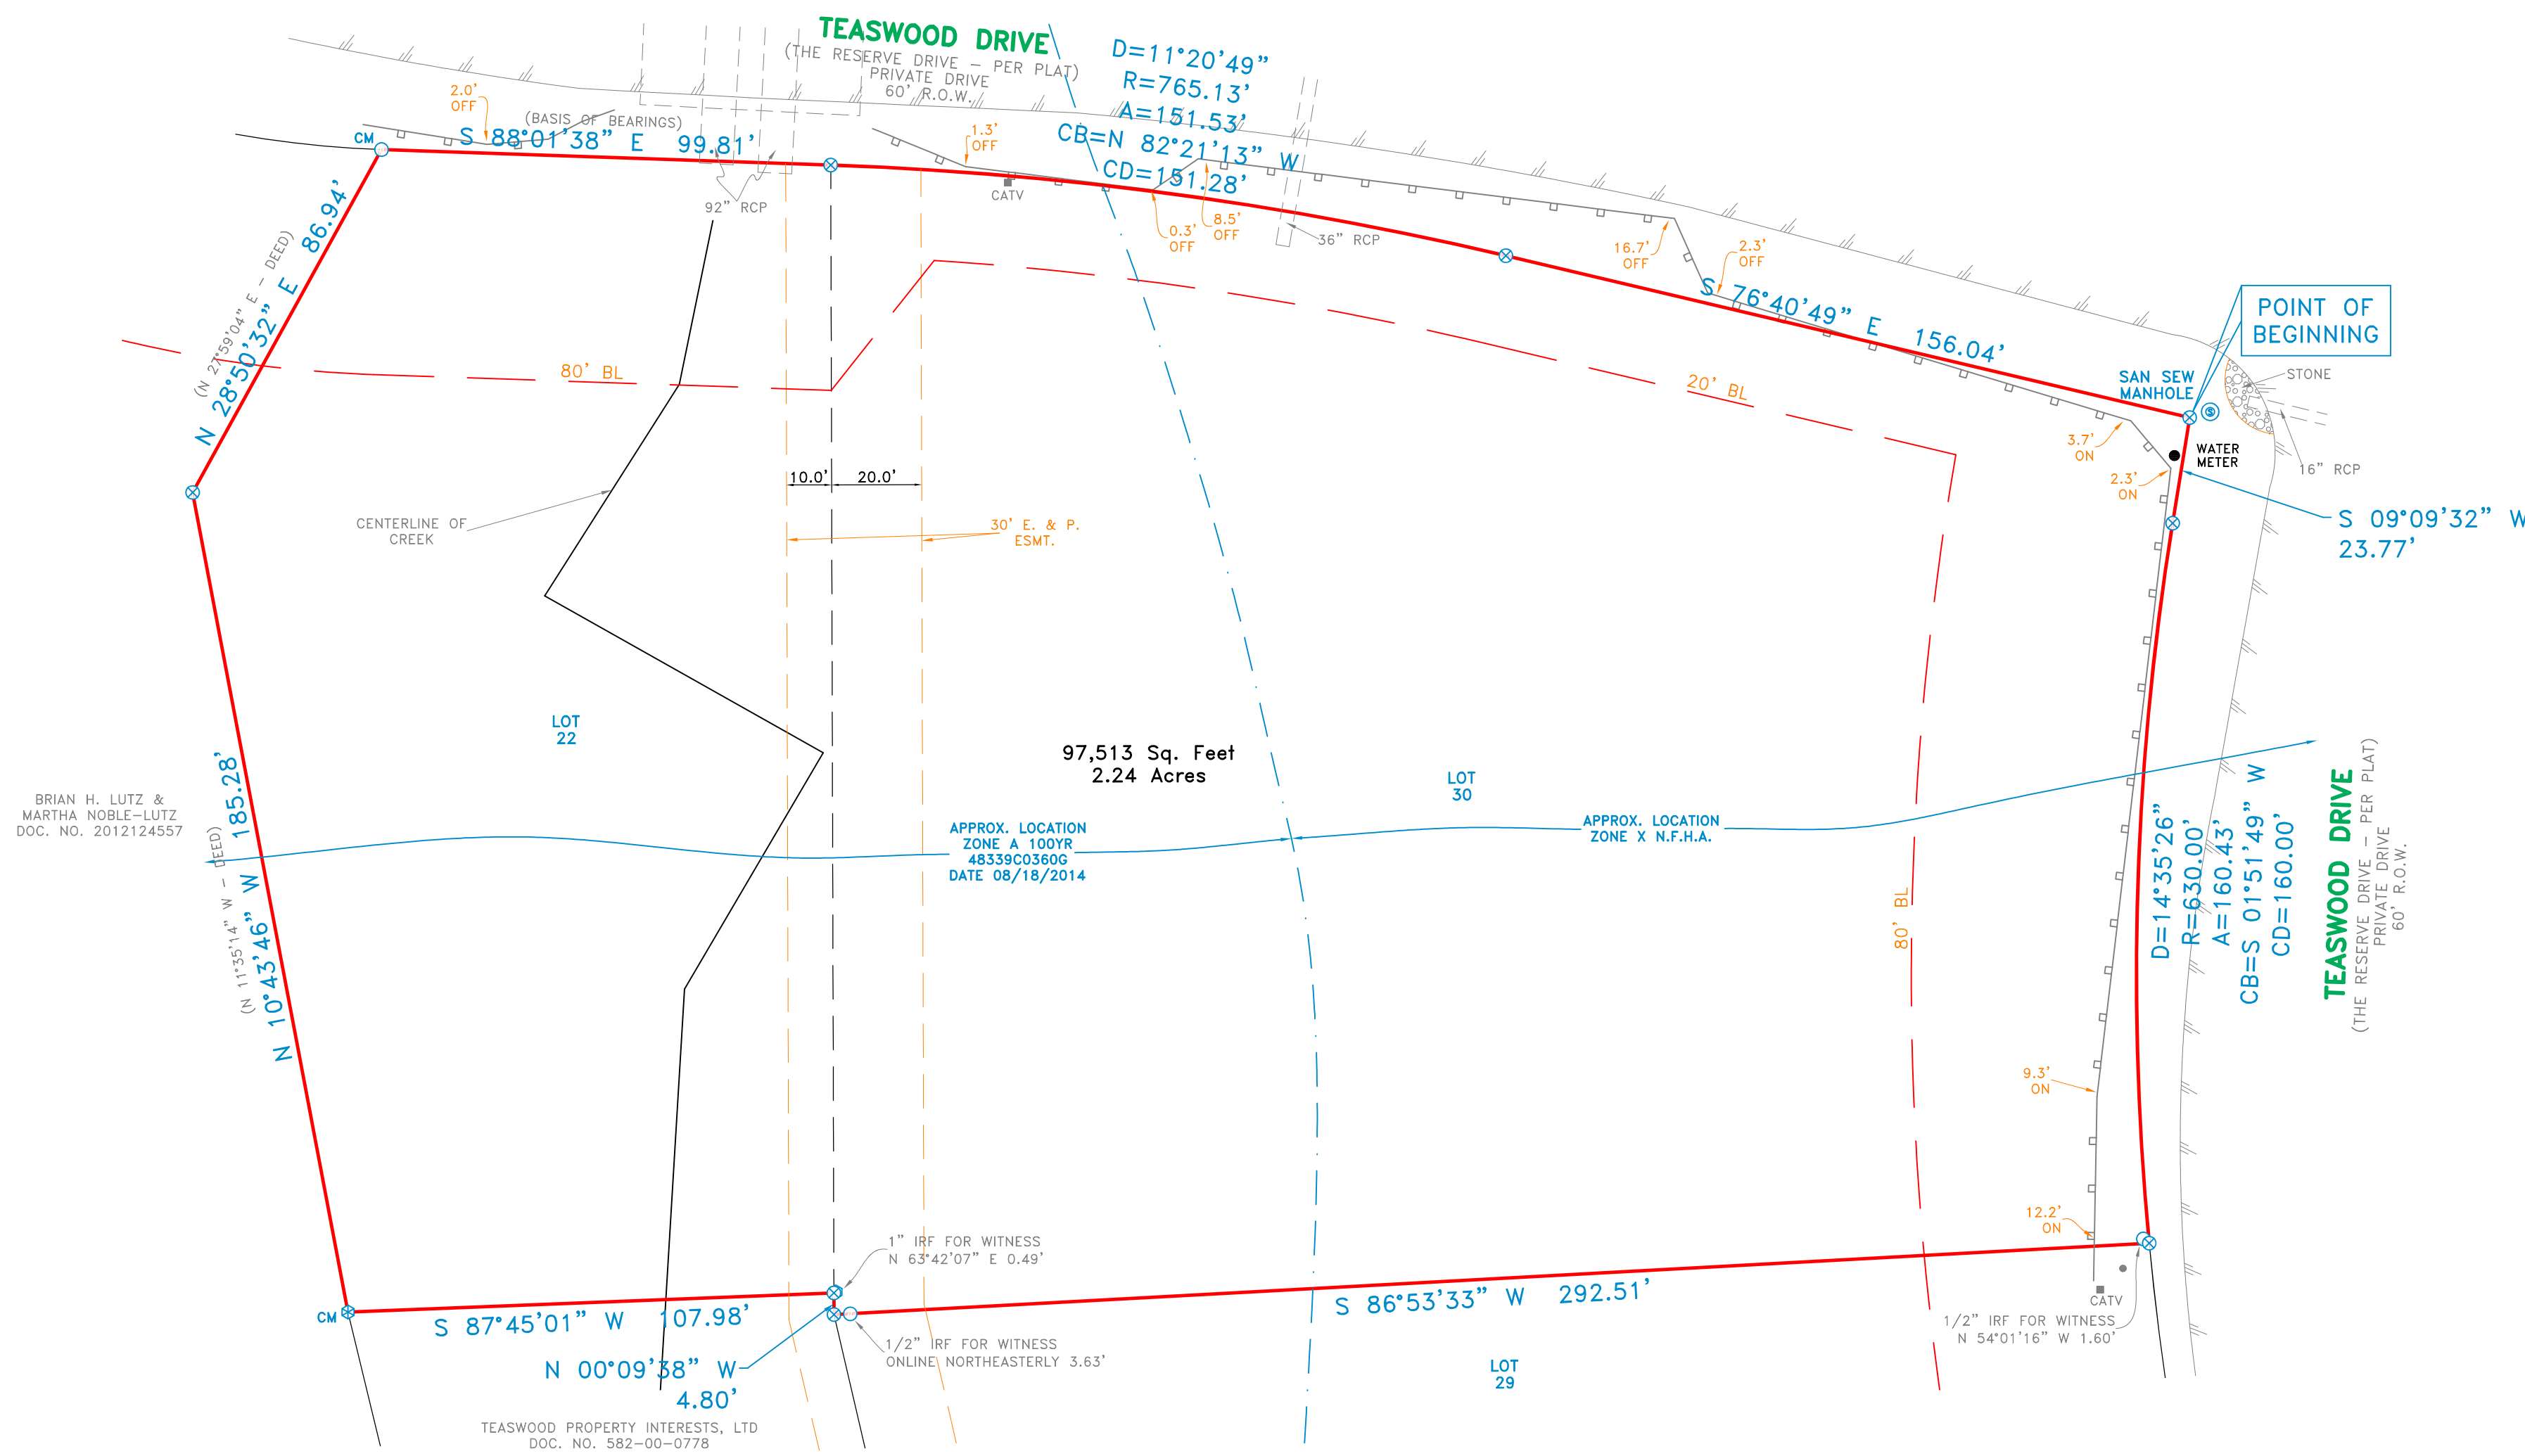 TEASWOOD DRIVE
(THE RESERVE DRIVE – PER PLAT)
PRIVATE DRIVE
60' R.O.W.
D=11°20'49"
R=765.13'
A=151.53'
CB=N 82°21'13" W
CD=151.28'
2.0'
OFF
(BASIS OF BEARINGS)
CM
S 88°01'38" E 99.81'
1.3'
OFF
CATV
92" RCP
0.3'
OFF
8.5'
OFF
36" RCP
16.7'
OFF
2.3'
OFF
S 76°40'49" E 156.04'
POINT OF
BEGINNING
SAN SEW
MANHOLE
STONE
(N 27°59'04" E – DEED)
N 28°50'32" E 86.94'
80' BL
20' BL
3.7'
ON
WATER
METER
16" RCP
2.3'
ON
10.0'
20.0'
CENTERLINE OF
CREEK
30' E. & P.
ESMT.
S 09°09'32" W
23.77'
LOT
22
97,513 Sq. Feet
2.24 Acres
LOT
30
BRIAN H. LUTZ &
MARTHA NOBLE–LUTZ
DOC. NO. 2012124557
(N 11°35'14" W – DEED)
N 10°43'46" W 185.28'
APPROX. LOCATION
ZONE A 100YR
48339C0360G
DATE 08/18/2014
APPROX. LOCATION
ZONE X N.F.H.A.
80' BL
D=14°35'26"
R=630.00'
A=160.43'
CB=S 01°51'49" W
CD=160.00'
TEASWOOD DRIVE
(THE RESERVE DRIVE – PER PLAT)
PRIVATE DRIVE
60' R.O.W.
9.3'
ON
12.2'
ON
1" IRF FOR WITNESS
N 63°42'07" E 0.49'
CM
S 87°45'01" W 107.98'
S 86°53'33" W 292.51'
CATV
1/2" IRF FOR WITNESS
N 54°01'16" W 1.60'
1/2" IRF FOR WITNESS
ONLINE NORTHEASTERLY 3.63'
N 00°09'38" W
4.80'
LOT
29
TEASWOOD PROPERTY INTERESTS, LTD
DOC. NO. 582–00–0778